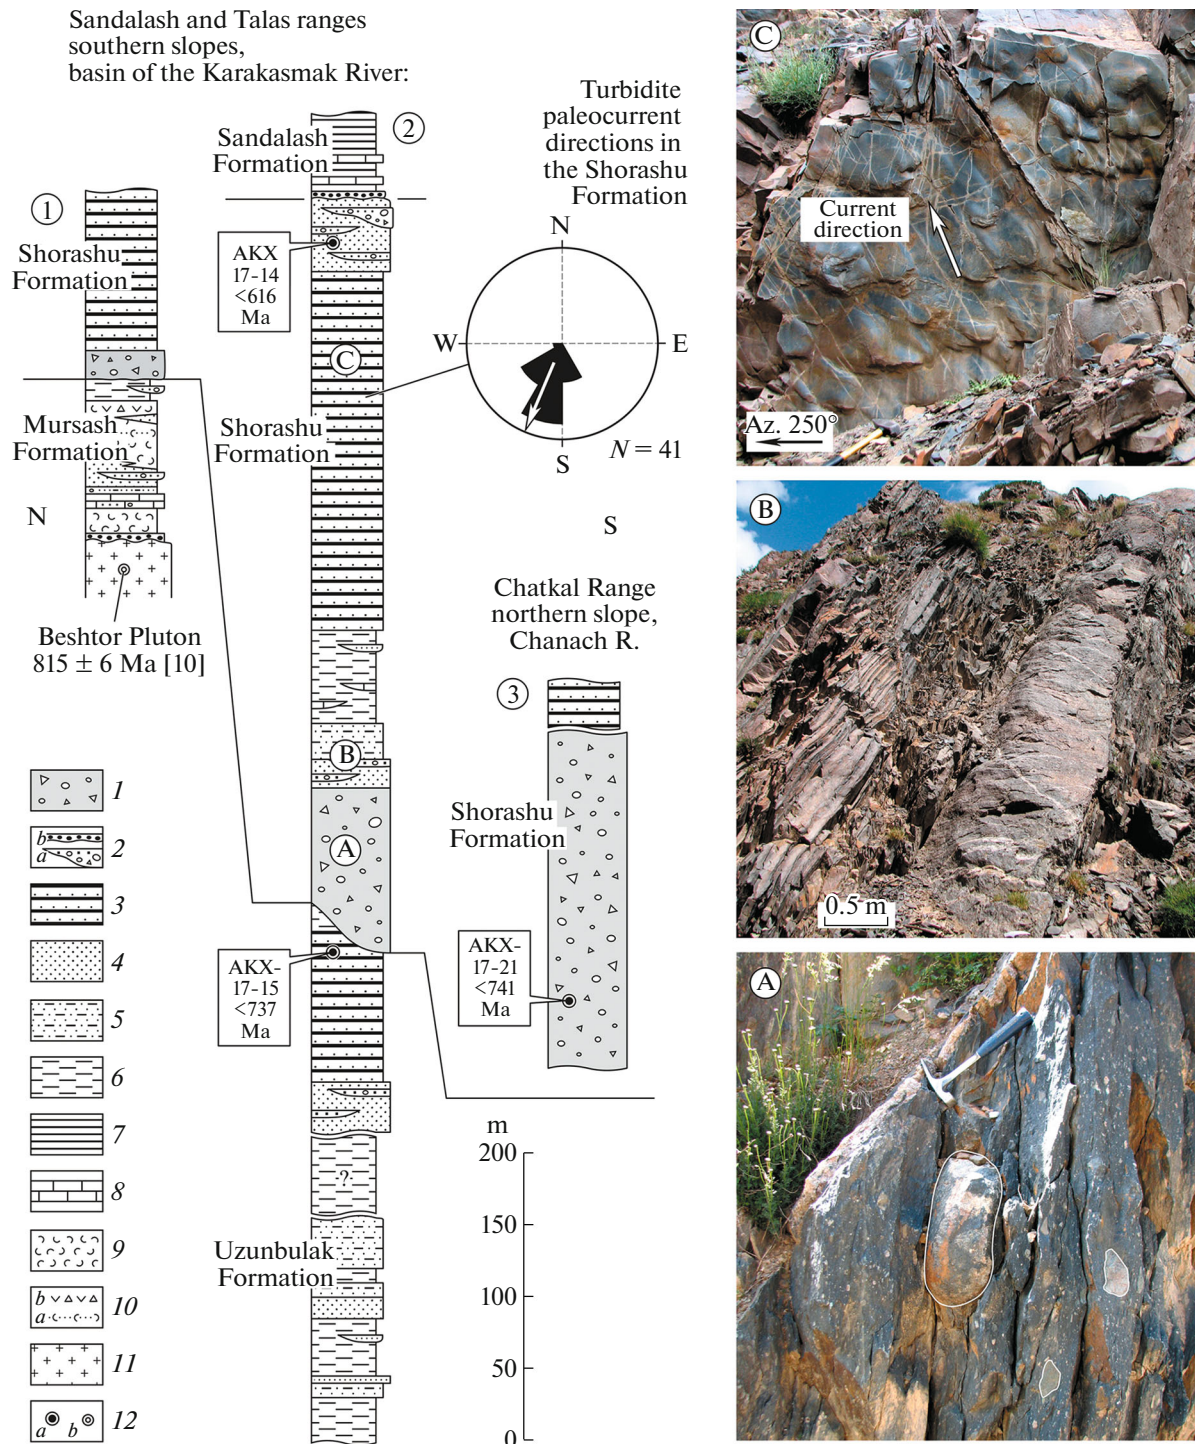 Sandalash and Talas ranges
southern slopes,
basin of the Karakasmak River:
1
Shorashu
Formation
Mursash
Formation
N
Beshtor Pluton
815 ± 6 Ma [10]
2
Sandalash
Formation
AKX
17-14
<616
Ma
C
Shorashu
Formation
B
A
AKX-
17-15
<737
Ma
?
Uzunbulak
Formation
Turbidite
paleocurrent
directions in
the Shorashu
Formation
N
W
E
S
N = 41
S
Chatkal Range
northern slope,
Chanach R.
3
Shorashu
Formation
AKX-
17-21
<741
Ma
m
200
150
100
50
0
1
b
a
2
3
4
5
6
7
8
9
b
a
10
11
a
b
12
C
Current
direction
Az. 250°
B
0.5 m
A